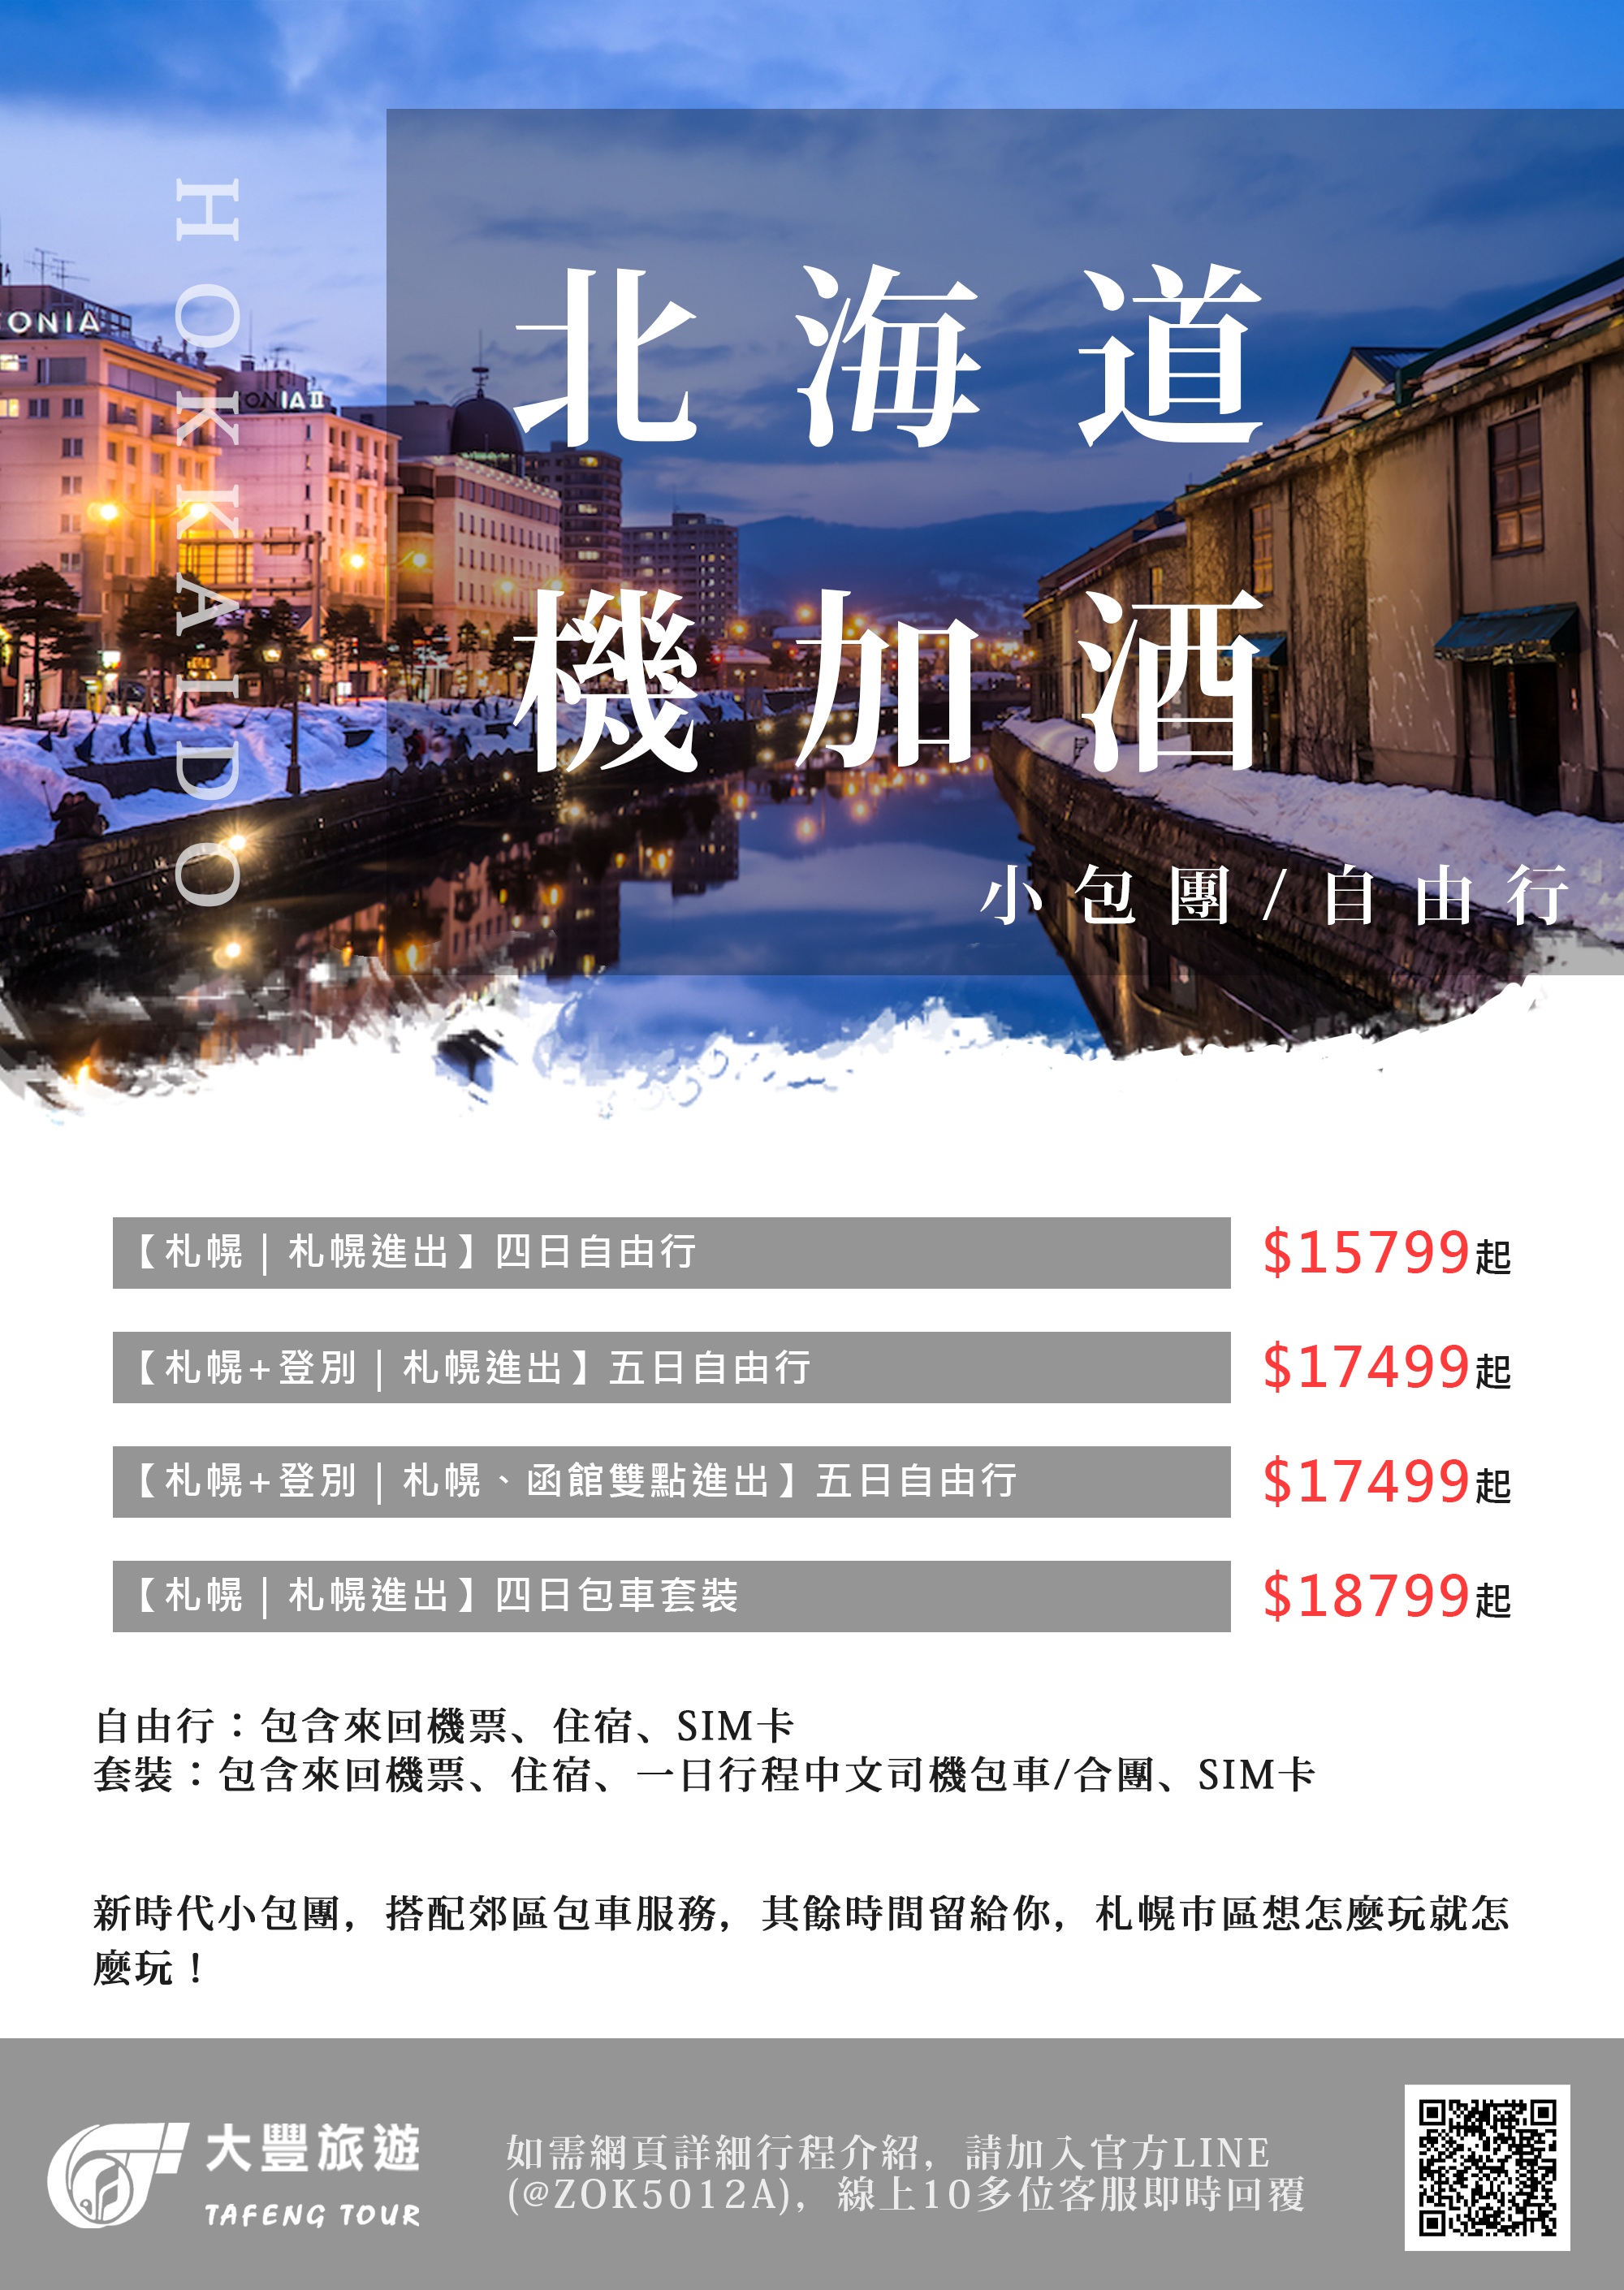 HOKKAIDO
ONIA
ONIA II
北海道
機加酒
小包團/自由行
【札幌|札幌進出】四日自由行 $15799起
【札幌+登別|札幌進出】五日自由行 $17499起
【札幌+登別|札幌、函館雙點進出】五日自由行 $17499起
【札幌|札幌進出】四日包車套裝 $18799起
自由行：包含來回機票、住宿、SIM卡
套裝：包含來回機票、住宿、一日行程中文司機包車/合團、SIM卡
新時代小包團，搭配郊區包車服務，其餘時間留給你，札幌市區想怎麼玩就怎
麼玩！
大豐旅遊
TAFENG TOUR
如需網頁詳細行程介紹，請加入官方LINE
(@ZOK5012A)，線上10多位客服即時回覆